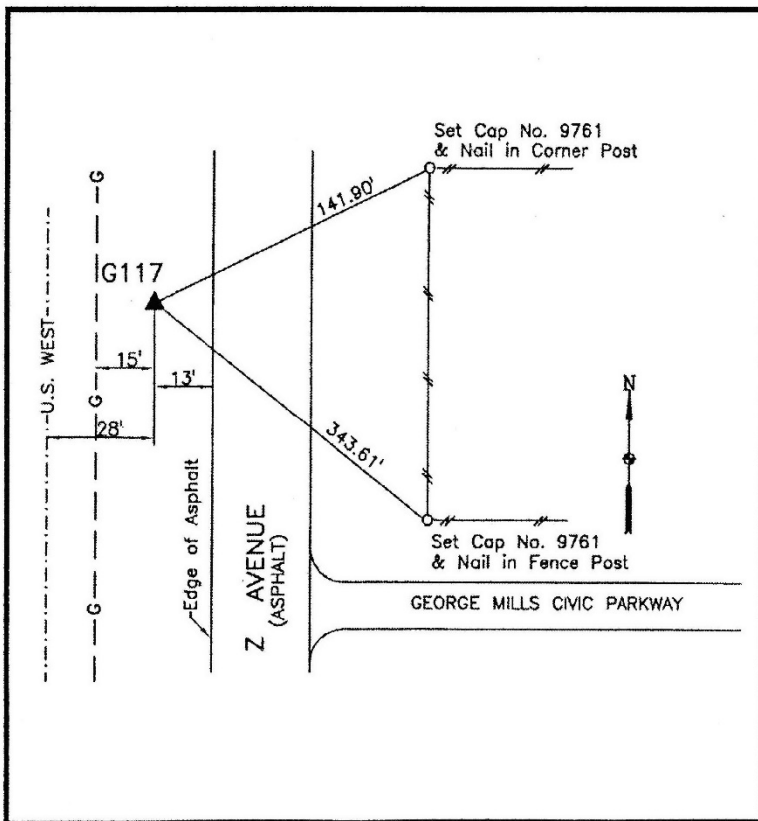 Set Cap No. 9761
& Nail in Corner Post
G
141.90'
G117
U.S. WEST
15'
13'
G
28'
N
343.61'
Edge of Asphalt
Z AVENUE
(ASPHALT)
Set Cap No. 9761
& Nail in Fence Post
G
GEORGE MILLS CIVIC PARKWAY